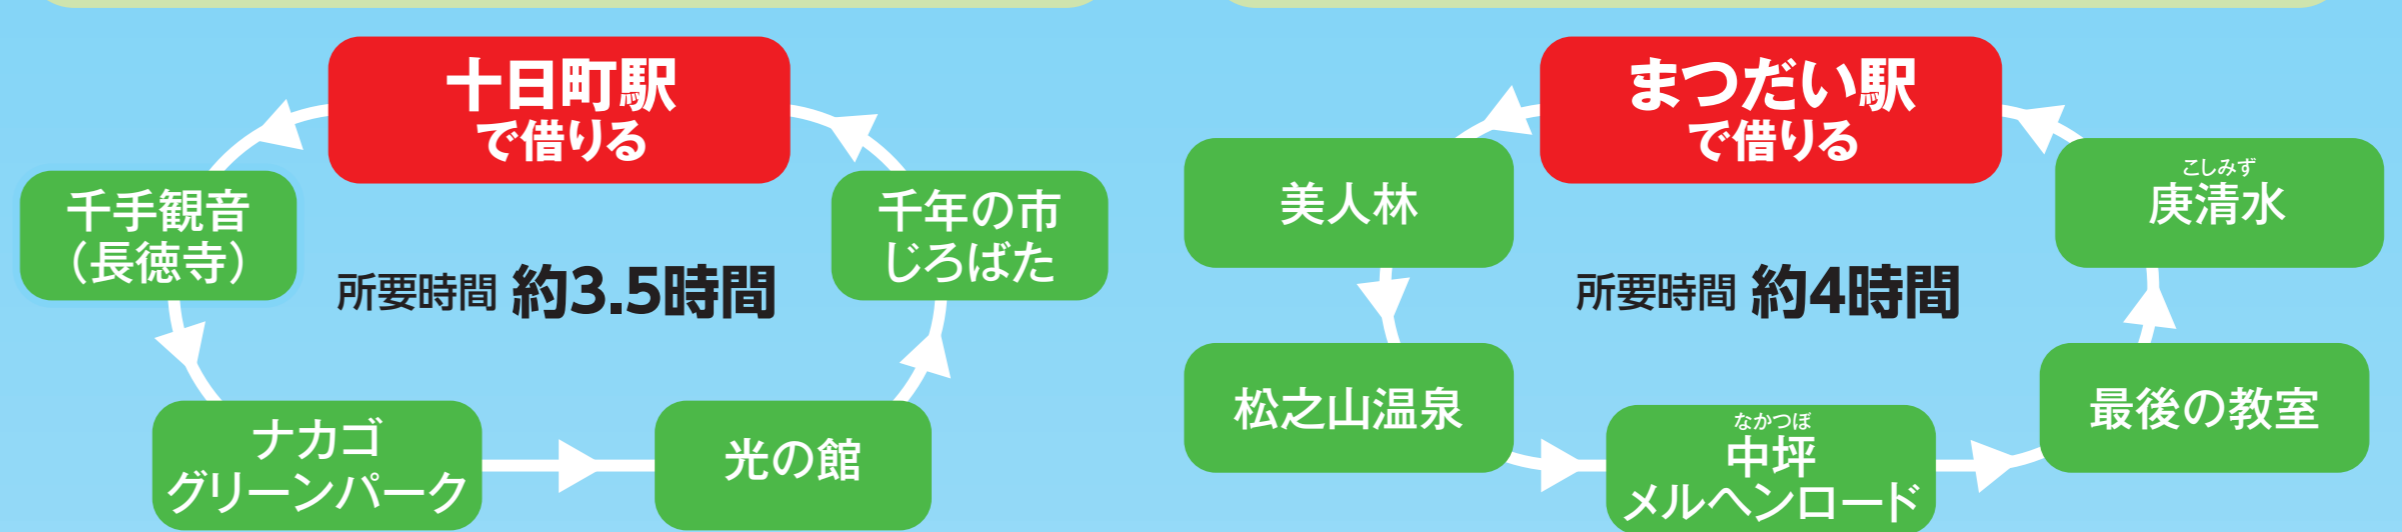 十日町駅
で借りる
千手観音
（長徳寺）
ナカゴ
グリーンパーク
光の館
千年の市
じろばた
所要時間 約3.5時間
まつだい駅
で借りる
美人林
松之山温泉
なかつぼ
中坪
メルヘンロード
最後の教室
こしみず
庚清水
所要時間 約4時間